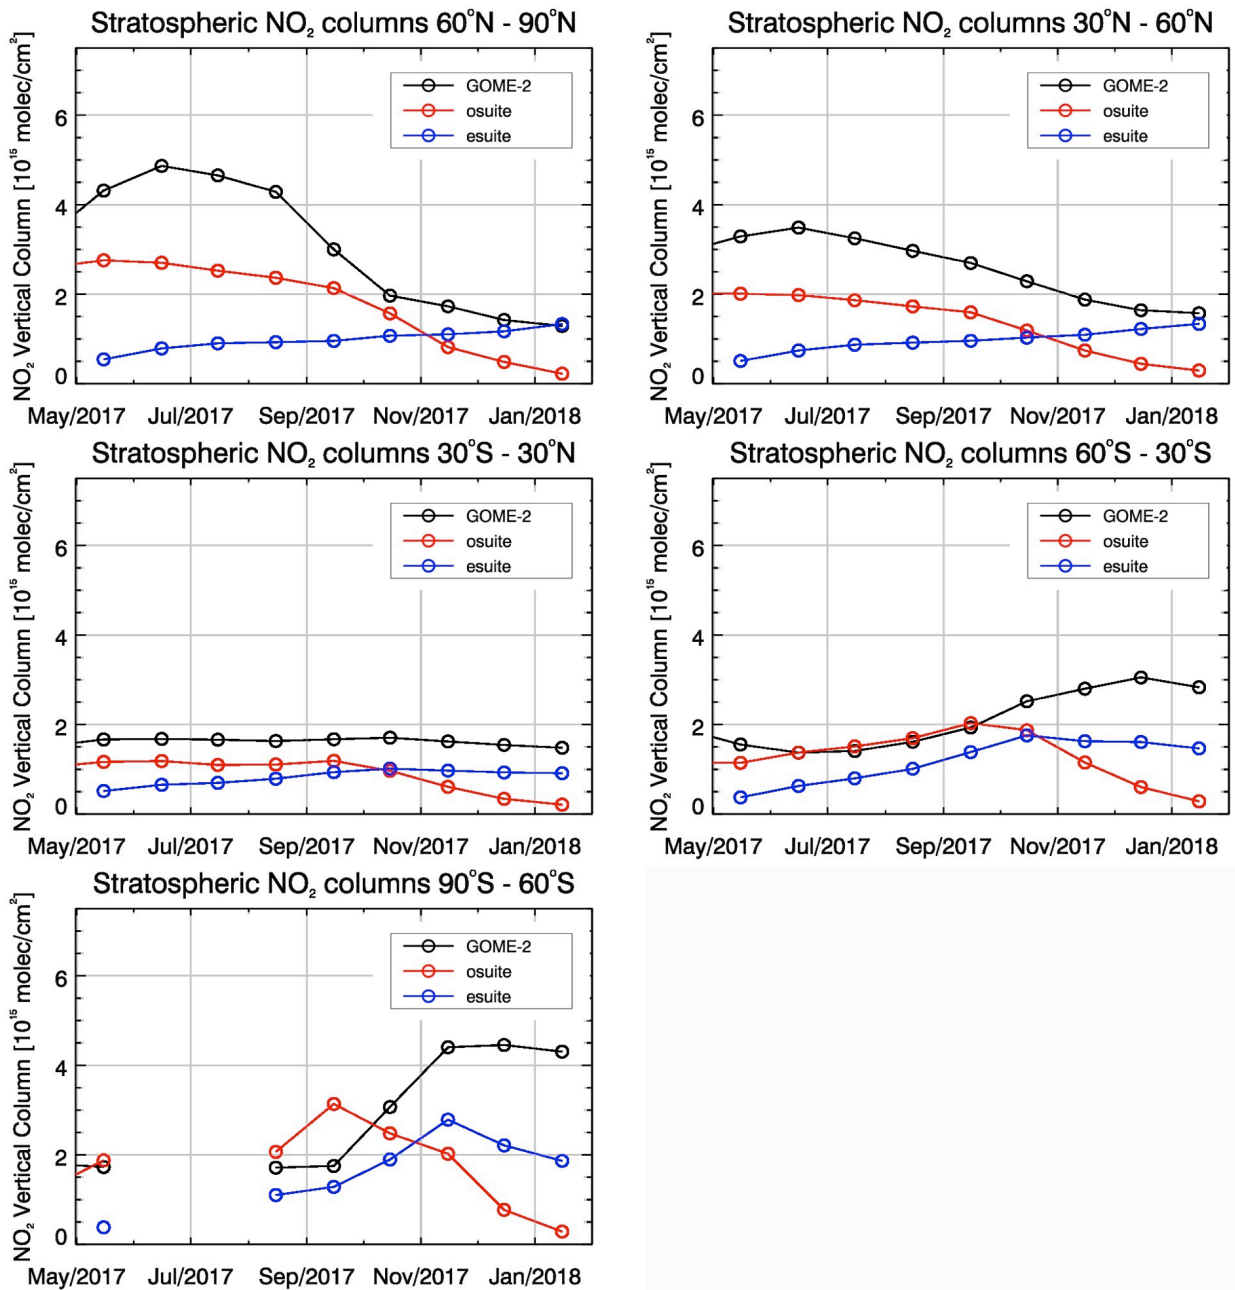 Stratospheric NO₂ columns 60°N - 90°N
NO₂ Vertical Column [10¹⁵ molec/cm²]
6
4
2
0
GOME-2
osuite
esuite
May/2017 Jul/2017 Sep/2017 Nov/2017 Jan/2018
Stratospheric NO₂ columns 30°N - 60°N
NO₂ Vertical Column [10¹⁵ molec/cm²]
6
4
2
0
GOME-2
osuite
esuite
May/2017 Jul/2017 Sep/2017 Nov/2017 Jan/2018
Stratospheric NO₂ columns 30°S - 30°N
NO₂ Vertical Column [10¹⁵ molec/cm²]
6
4
2
0
GOME-2
osuite
esuite
May/2017 Jul/2017 Sep/2017 Nov/2017 Jan/2018
Stratospheric NO₂ columns 60°S - 30°S
NO₂ Vertical Column [10¹⁵ molec/cm²]
6
4
2
0
GOME-2
osuite
esuite
May/2017 Jul/2017 Sep/2017 Nov/2017 Jan/2018
Stratospheric NO₂ columns 90°S - 60°S
NO₂ Vertical Column [10¹⁵ molec/cm²]
6
4
2
0
GOME-2
osuite
esuite
May/2017 Jul/2017 Sep/2017 Nov/2017 Jan/2018